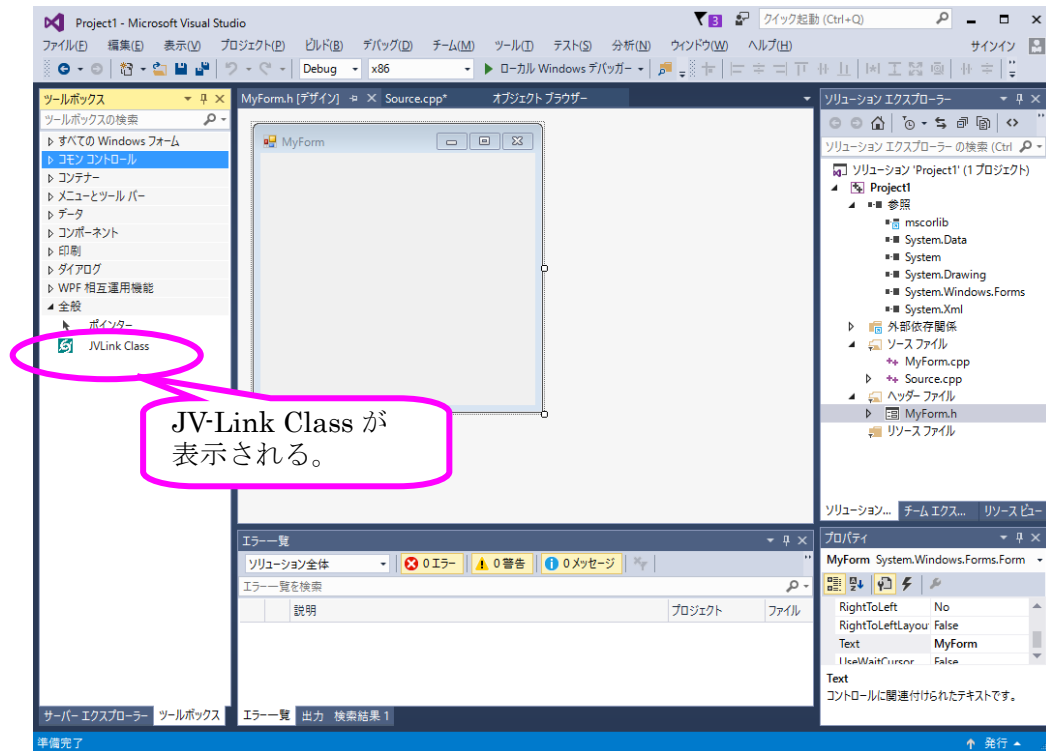 Project1 - Microsoft Visual Studio
3
クイック起動 (Ctrl+Q)
ファイル(F) 編集(E) 表示(V) プロジェクト(P) ビルド(B) デバッグ(D) チーム(M) ツール(T) テスト(S) 分析(N) ウィンドウ(W) ヘルプ(H)
サインイン
Debug x86 ローカル Windows デバッガー
ツールボックス
ツールボックスの検索
すべての Windows フォーム
コモン コントロール
コンテナー
メニューとツール バー
データ
コンポーネント
印刷
ダイアログ
WPF 相互運用機能
全般
ポインター
JVLink Class
サーバー エクスプローラー ツールボックス
MyForm.h [デザイン] Source.cpp* オブジェクト ブラウザー
MyForm
JV-Link Class が
表示される。
エラー一覧
ソリューション全体 0 エラー 0 警告 0 メッセージ
エラー一覧を検索
説明 プロジェクト ファイル
エラー一覧 出力 検索結果 1
ソリューション エクスプローラー
ソリューション エクスプローラー の検索 (Ctrl
ソリューション 'Project1' (1 プロジェクト)
Project1
参照
mscorlib
System.Data
System
System.Drawing
System.Windows.Forms
System.Xml
外部依存関係
ソース ファイル
MyForm.cpp
Source.cpp
ヘッダー ファイル
MyForm.h
リソース ファイル
ソリューション... チーム エクス... リソース ビュー
プロパティ
MyForm System.Windows.Forms.Form
RightToLeft No
RightToLeftLayou False
Text MyForm
UseWaitCursor False
Text
コントロールに関連付けられたテキストです。
準備完了
発行